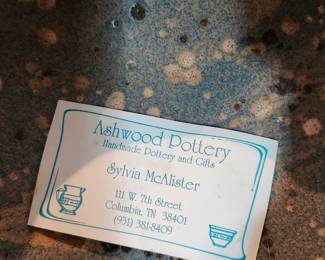 Ashwood Pottery
Handmade Pottery and Gifts
Sylvia McAlister
111 W. 7th Street
Columbia, TN 38401
(931) 381-8409